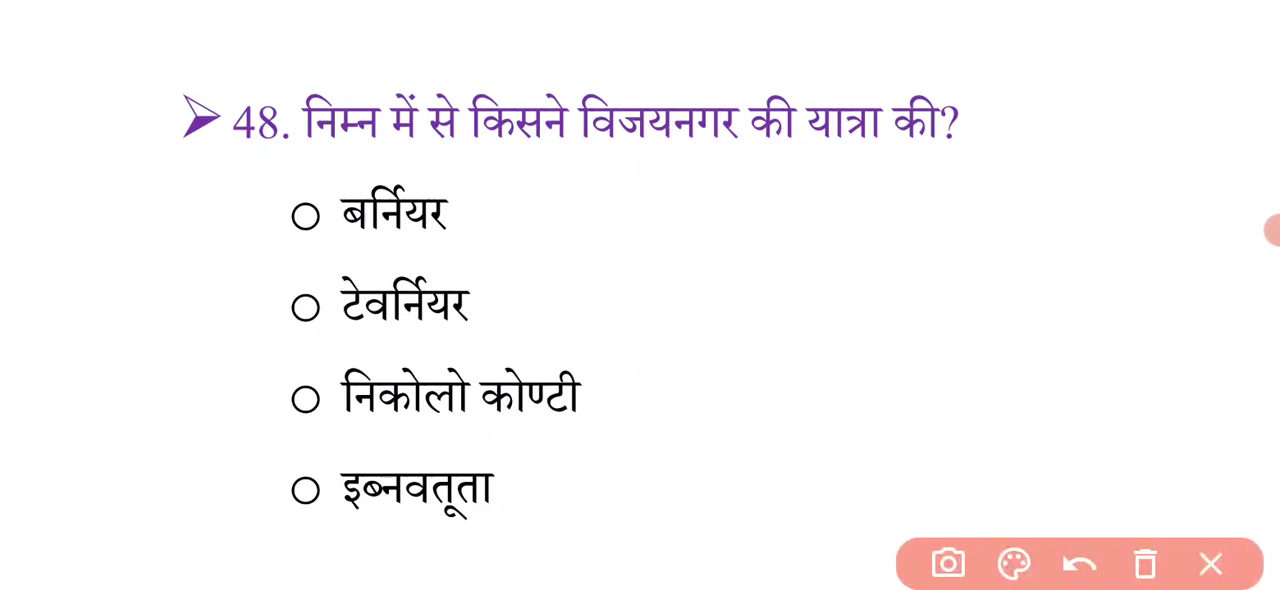 48. निम्न में से किसने विजयनगर की यात्रा की?
बर्नियर
टेवर्नियर
निकोलो कोण्टी
इब्नवतूता